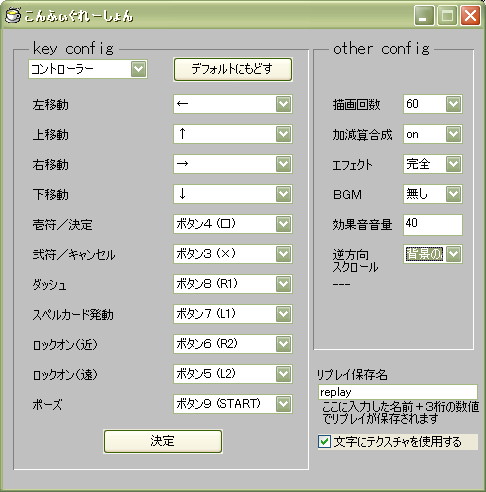 こんふぃぐれーしょん
key config
コントローラー
デフォルトにもどす
左移動
←
上移動
↑
右移動
→
下移動
↓
壱符／決定
ボタン4 (□)
弐符／キャンセル
ボタン3 (×)
ダッシュ
ボタン8 (R1)
スペルカード発動
ボタン7 (L1)
ロックオン(近)
ボタン6 (R2)
ロックオン(遠)
ボタン5 (L2)
ポーズ
ボタン9 (START)
決定
other config
描画回数
60
加減算合成
on
エフェクト
完全
BGM
無し
効果音音量
40
逆方向
スクロール
背景の
---
リプレイ保存名
replay
ここに入力した名前＋3桁の数値
でリプレイが保存されます
文字にテクスチャを使用する